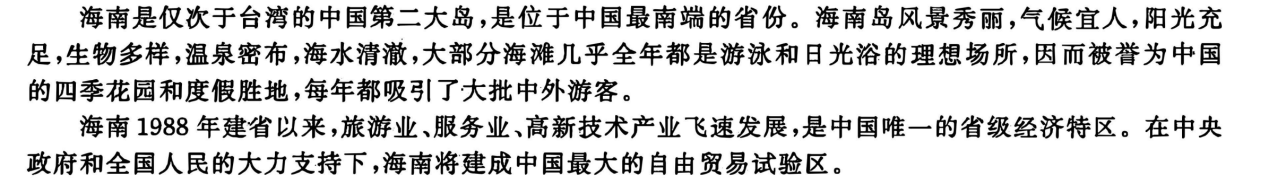 海南是仅次于台湾的中国第二大岛,是位于中国最南端的省份。海南岛风景秀丽,气候宜人,阳光充
足,生物多样,温泉密布,海水清澈,大部分海滩几乎全年都是游泳和日光浴的理想场所,因而被誉为中国
的四季花园和度假胜地,每年都吸引了大批中外游客。
海南1988年建省以来,旅游业、服务业、高新技术产业飞速发展,是中国唯一的省级经济特区。在中央
政府和全国人民的大力支持下,海南将建成中国最大的自由贸易试验区。